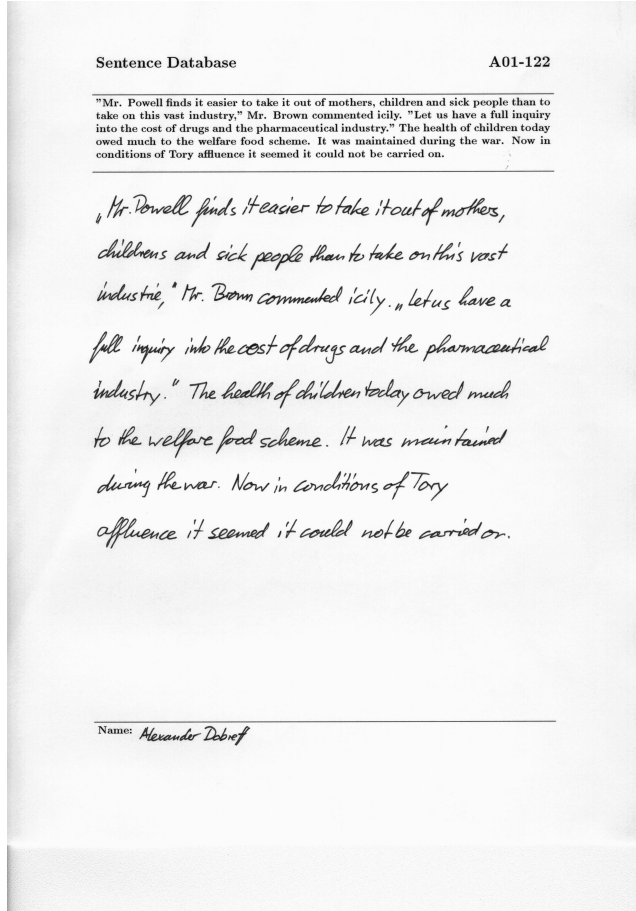 Sentence Database A01-122
"Mr. Powell finds it easier to take it out of mothers, children and sick people than to
take on this vast industry," Mr. Brown commented icily. "Let us have a full inquiry
into the cost of drugs and the pharmaceutical industry." The health of children today
owed much to the welfare food scheme. It was maintained during the war. Now in
conditions of Tory affluence it seemed it could not be carried on.
„Mr. Powell finds it easier to take it out of mothers,
childrens and sick people than to take on this vast
industrie," Mr. Brown commented icily. „Let us have a
full inquiry into the cost of drugs and the pharmaceutical
industry." The health of children today owed much
to the welfare food scheme. It was maintained
during the war. Now in conditions of Tory
affluence it seemed it could not be carried on.
Name: Alexander Dobieff